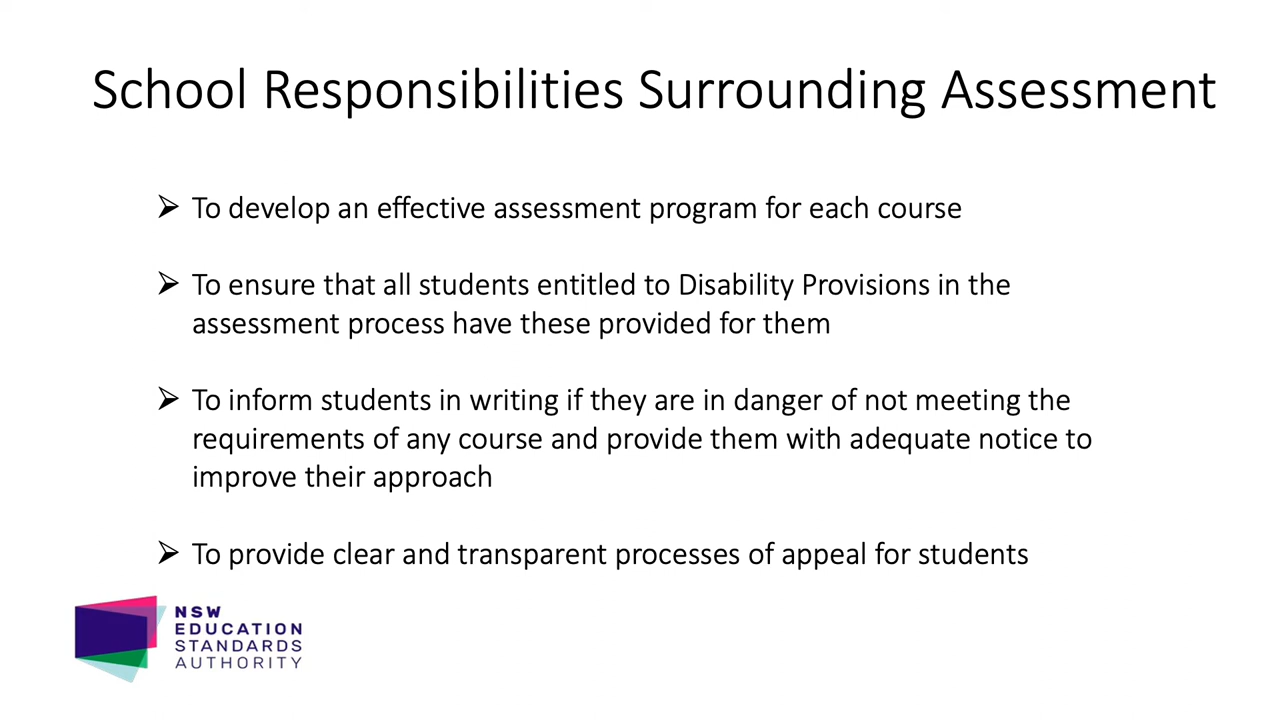 School Responsibilities Surrounding Assessment
➢ To develop an effective assessment program for each course
➢ To ensure that all students entitled to Disability Provisions in the
assessment process have these provided for them
➢ To inform students in writing if they are in danger of not meeting the
requirements of any course and provide them with adequate notice to
improve their approach
➢ To provide clear and transparent processes of appeal for students
NSW
EDUCATION
STANDARDS
AUTHORITY